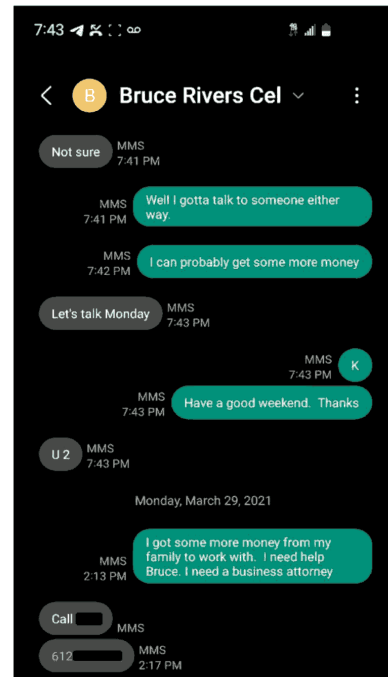 7:43
Bruce Rivers Cel
Not sure
MMS
7:41 PM
MMS
7:41 PM
Well I gotta talk to someone either
way.
MMS
7:42 PM
I can probably get some more money
Let's talk Monday
MMS
7:43 PM
MMS
7:43 PM
K
MMS
7:43 PM
Have a good weekend.  Thanks
U 2
MMS
7:43 PM
Monday, March 29, 2021
I got some more money from my
family to work with.  I need help
Bruce. I need a business attorney
MMS
2:13 PM
Call
MMS
612
MMS
2:17 PM